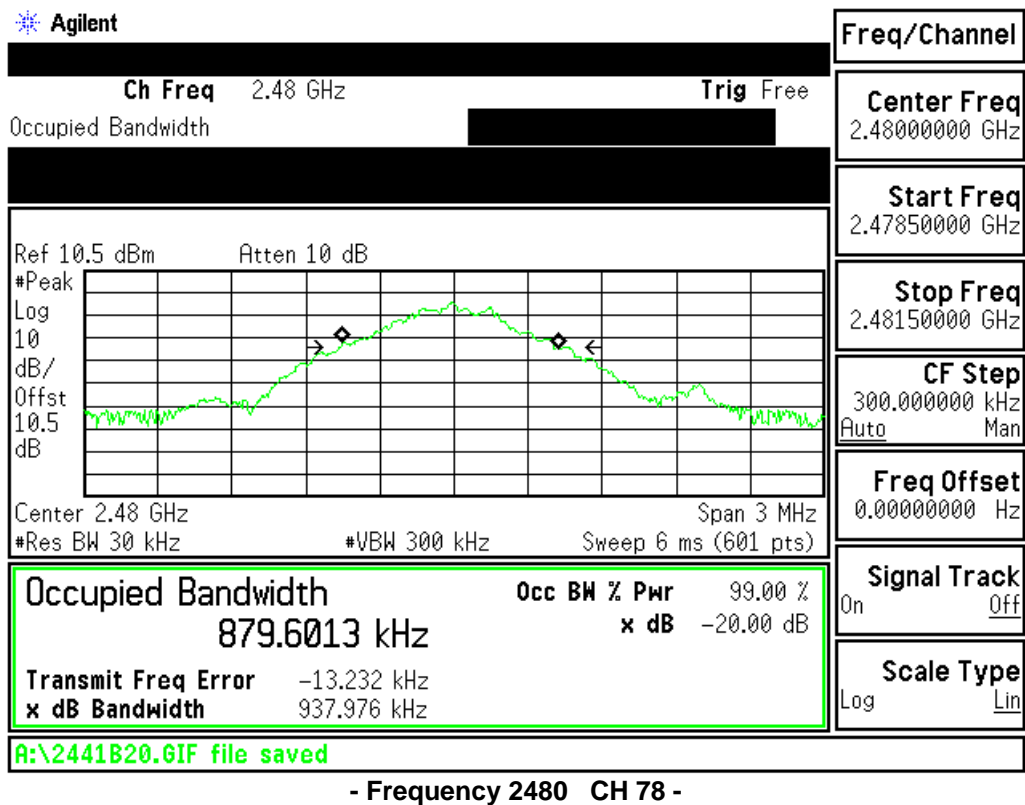 Agilent
Freq/Channel
Ch Freq 2.48 GHz Trig Free
Occupied Bandwidth
Center Freq
2.48000000 GHz
Start Freq
2.47850000 GHz
Stop Freq
2.48150000 GHz
CF Step
300.000000 kHz
Auto Man
Freq Offset
0.00000000 Hz
Signal Track
On Off
Scale Type
Log Lin
Ref 10.5 dBm Atten 10 dB
#Peak
Log
10
dB/
Offst
10.5
dB
Center 2.48 GHz Span 3 MHz
#Res BW 30 kHz #VBW 300 kHz Sweep 6 ms (601 pts)
Occupied Bandwidth
879.6013 kHz
Occ BW % Pwr 99.00 %
x dB -20.00 dB
Transmit Freq Error -13.232 kHz
x dB Bandwidth 937.976 kHz
A:\2441B20.GIF file saved
- Frequency 2480 CH 78 -